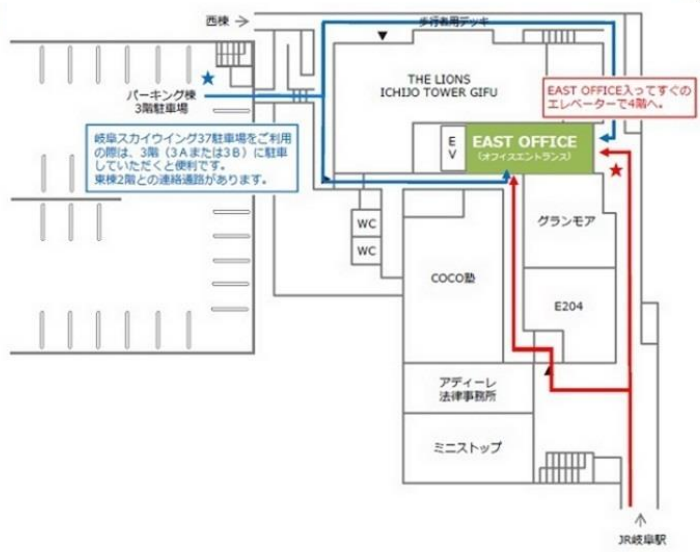 西棟
歩行者用デッキ
パーキング棟
3階駐車場
THE LIONS
ICHIJO TOWER GIFU
EAST OFFICE入ってすぐの
エレベーターで4階へ。
岐阜スカイウイング37駐車場をご利用
の際は、3階（3Aまたは3B）に駐車
していただくと便利です。
東棟2階との連絡通路があります。
E
V
EAST OFFICE
（オフィスエントランス）
WC
WC
グランモア
COCO塾
E204
アディーレ
法律事務所
ミニストップ
JR岐阜駅